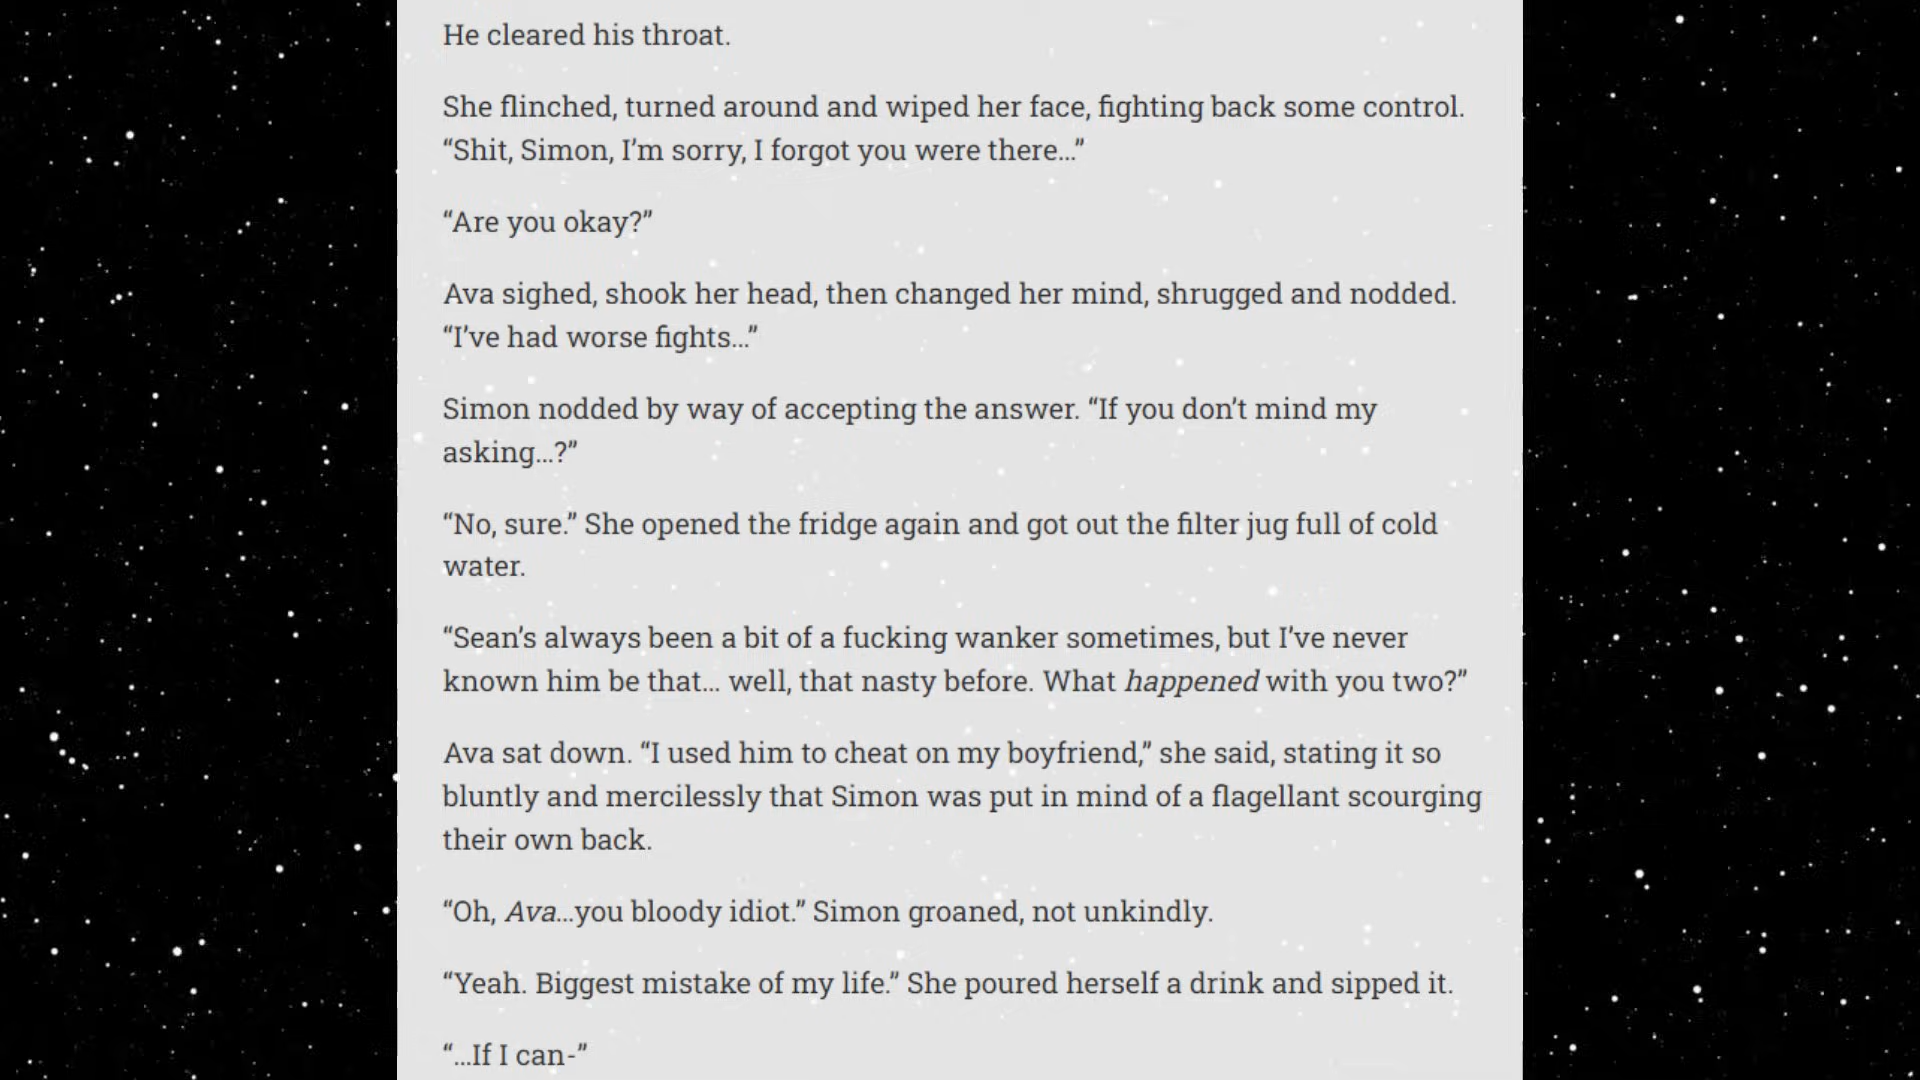 He cleared his throat.
She flinched, turned around and wiped her face, fighting back some control.
“Shit, Simon, I’m sorry, I forgot you were there…”
“Are you okay?”
Ava sighed, shook her head, then changed her mind, shrugged and nodded.
“I’ve had worse fights…”
Simon nodded by way of accepting the answer. “If you don’t mind my
asking…?”
“No, sure.” She opened the fridge again and got out the filter jug full of cold
water.
“Sean’s always been a bit of a fucking wanker sometimes, but I’ve never
known him be that… well, that nasty before. What happened with you two?”
Ava sat down. “I used him to cheat on my boyfriend,” she said, stating it so
bluntly and mercilessly that Simon was put in mind of a flagellant scourging
their own back.
“Oh, Ava…you bloody idiot.” Simon groaned, not unkindly.
“Yeah. Biggest mistake of my life.” She poured herself a drink and sipped it.
“…If I can-”